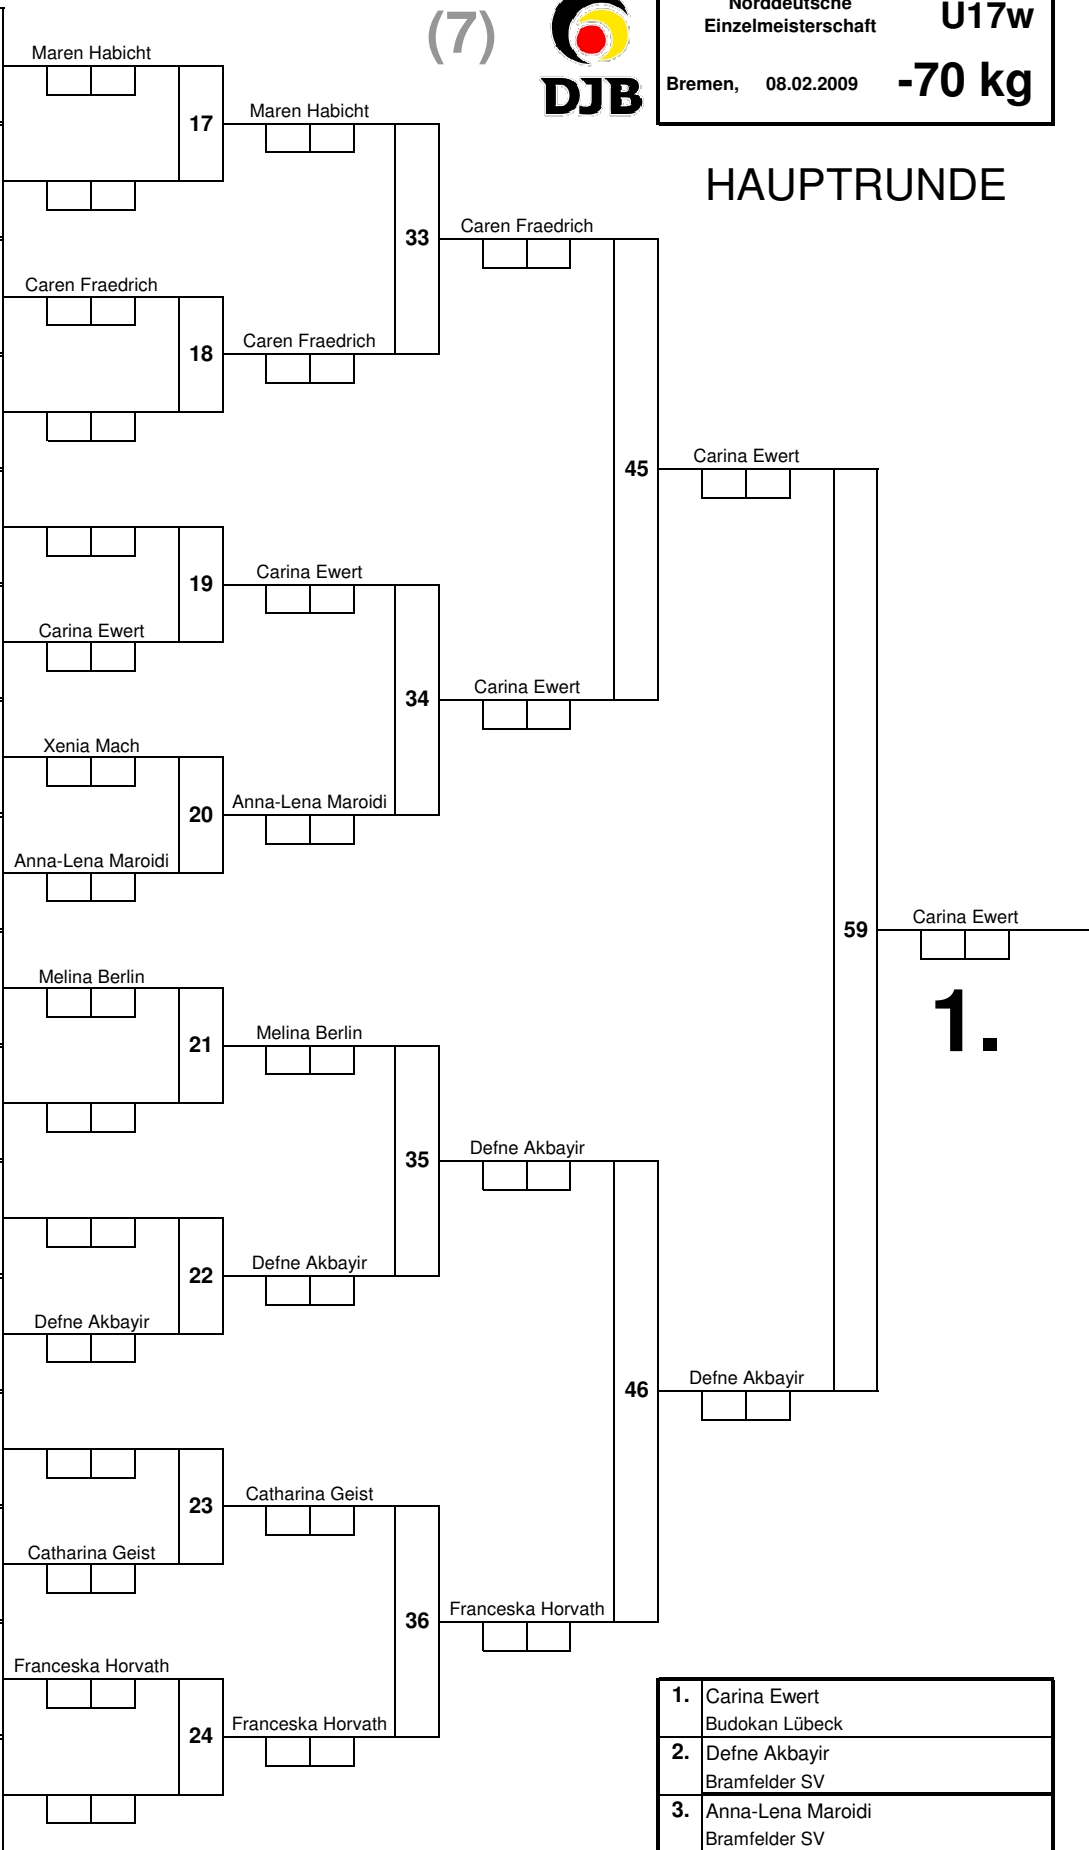 (7)
DJB
Norddeutsche
Einzelmeisterschaft
U17w
Bremen, 08.02.2009
-70 kg
HAUPTRUNDE
Maren Habicht
17
Maren Habicht
33
Caren Fraedrich
Caren Fraedrich
18
Caren Fraedrich
45
Carina Ewert
19
Carina Ewert
Carina Ewert
34
Carina Ewert
Xenia Mach
20
Anna-Lena Maroidi
Anna-Lena Maroidi
59
Carina Ewert
1.
Melina Berlin
21
Melina Berlin
35
Defne Akbayir
22
Defne Akbayir
Defne Akbayir
46
Defne Akbayir
23
Catharina Geist
Catharina Geist
36
Franceska Horvath
Franceska Horvath
24
Franceska Horvath
1. Carina Ewert
Budokan Lübeck
2. Defne Akbayir
Bramfelder SV
3. Anna-Lena Maroidi
Bramfelder SV